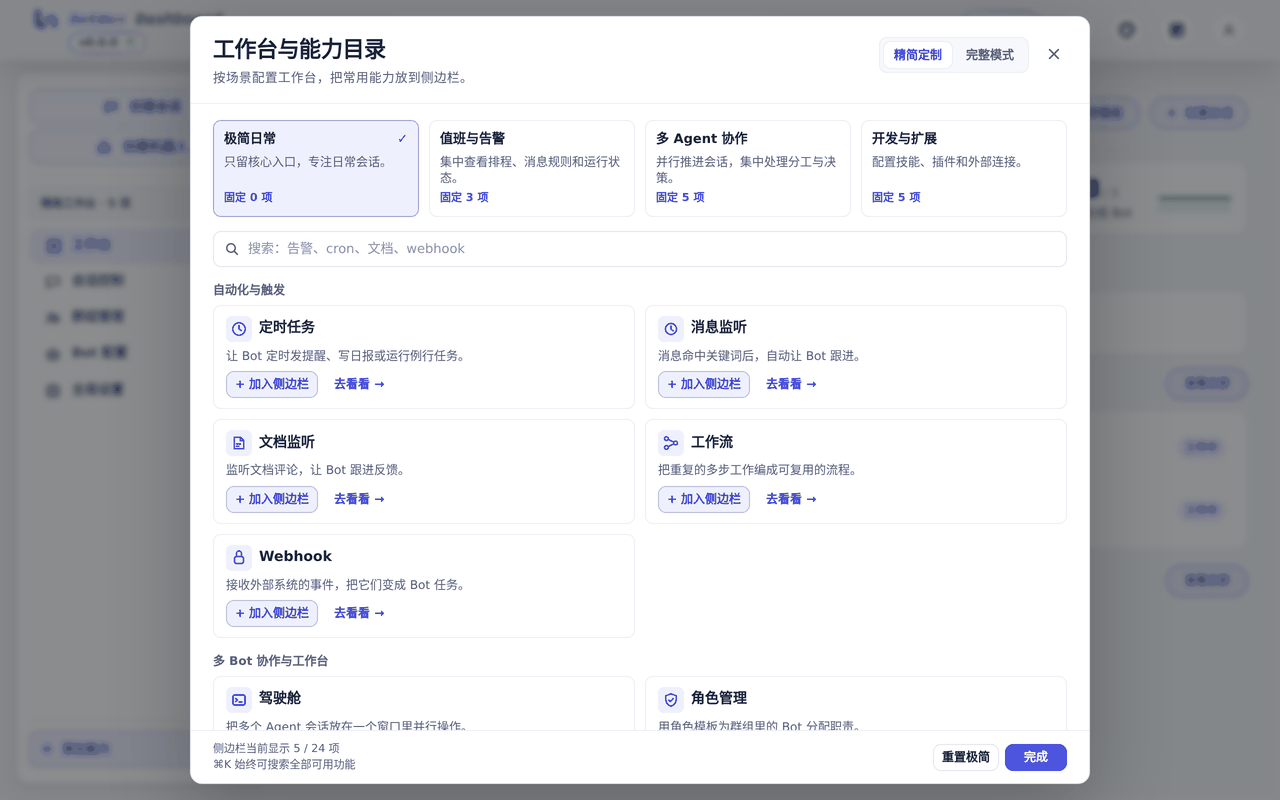 工作台与能力目录
按场景配置工作台，把常用能力放到侧边栏。
精简定制
完整模式
极简日常
只留核心入口，专注日常会话。
固定 0 项
值班与告警
集中查看排程、消息规则和运行状
态。
固定 3 项
多 Agent 协作
并行推进会话，集中处理分工与决
策。
固定 5 项
开发与扩展
配置技能、插件和外部连接。
固定 5 项
搜索：告警、cron、文档、webhook
自动化与触发
定时任务
让 Bot 定时发提醒、写日报或运行例行任务。
+ 加入侧边栏 去看看 →
消息监听
消息命中关键词后，自动让 Bot 跟进。
+ 加入侧边栏 去看看 →
文档监听
监听文档评论，让 Bot 跟进反馈。
+ 加入侧边栏 去看看 →
工作流
把重复的多步工作编成可复用的流程。
+ 加入侧边栏 去看看 →
Webhook
接收外部系统的事件，把它们变成 Bot 任务。
+ 加入侧边栏 去看看 →
多 Bot 协作与工作台
驾驶舱
把多个 Agent 会话放在一个窗口里并行操作。
角色管理
用角色模板为群组里的 Bot 分配职责。
侧边栏当前显示 5 / 24 项
⌘K 始终可搜索全部可用功能
重置极简
完成